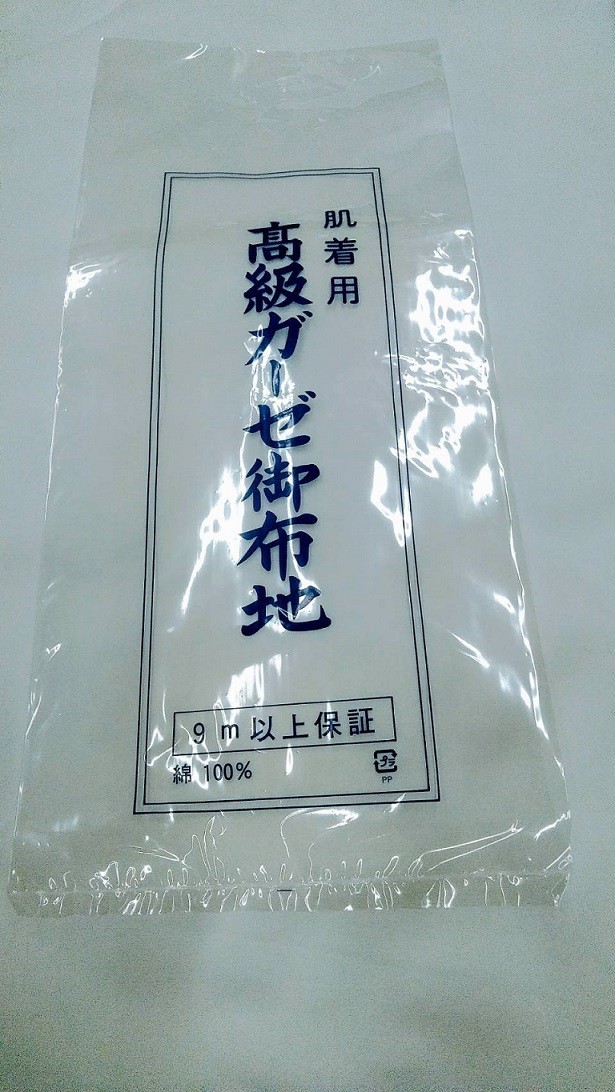 肌着用
髙級ガーゼ御布地
9m以上保証
綿 100%
プラ
PP